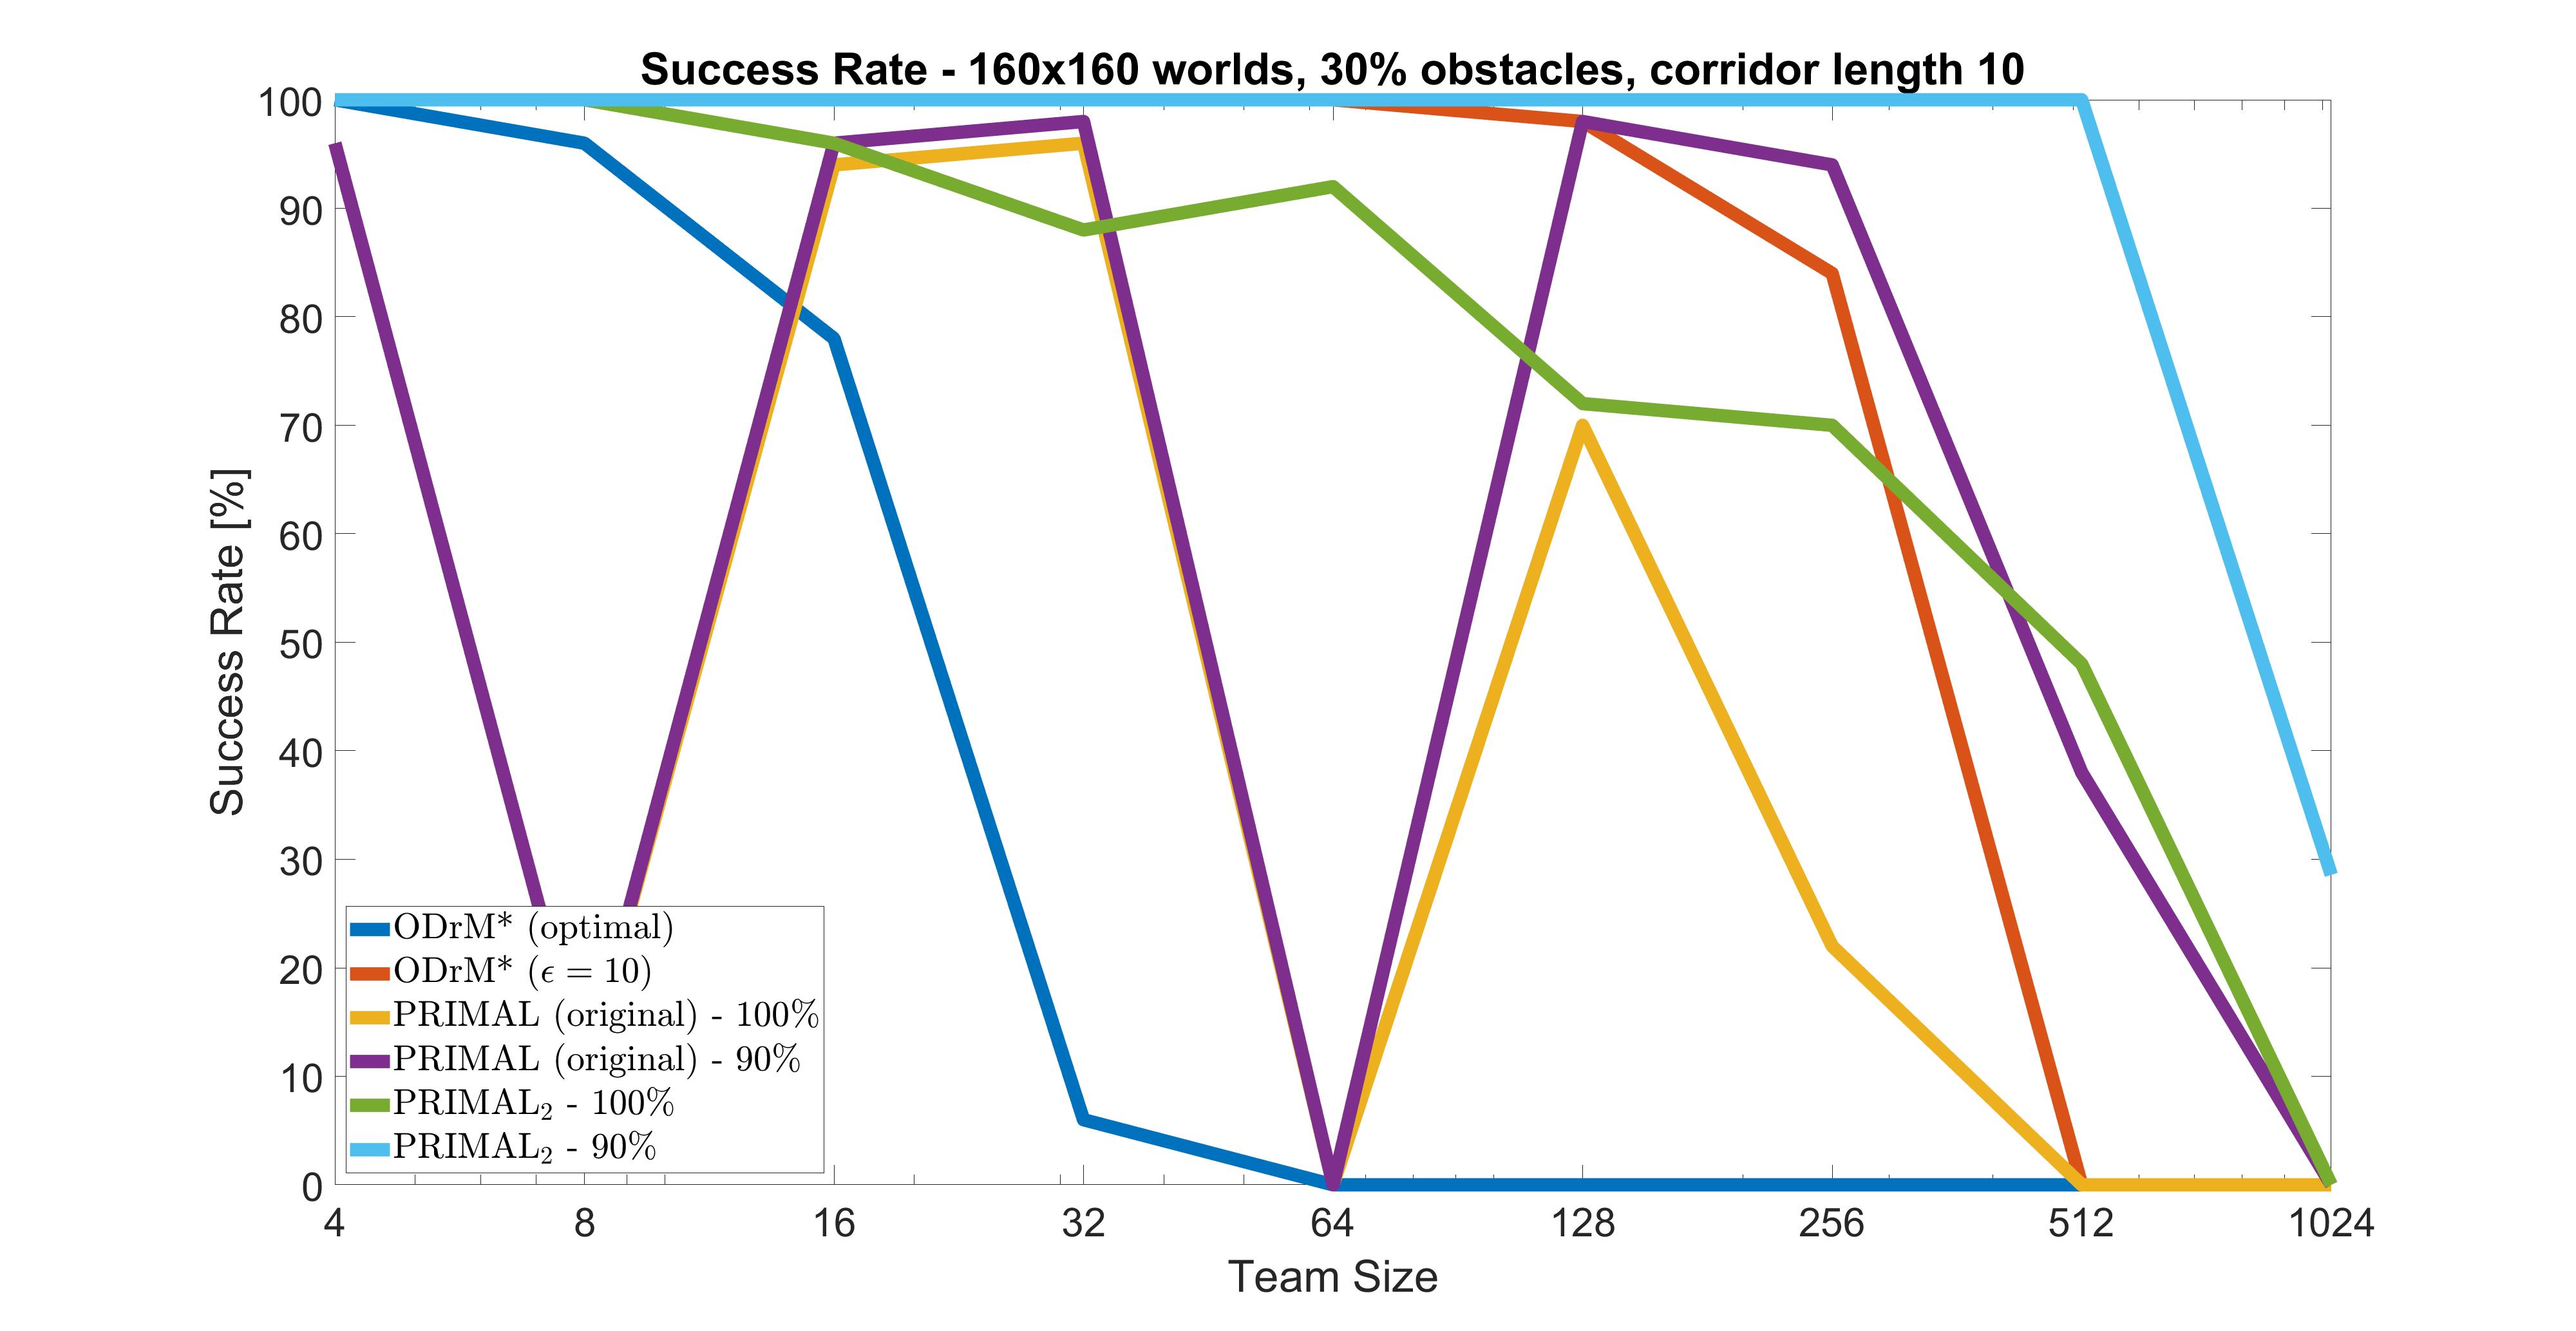 Success Rate - 160x160 worlds, 30% obstacles, corridor length 10
100
90
80
70
60
50
40
30
20
10
0
Success Rate [%]
ODrM* (optimal)
ODrM* (ϵ = 10)
PRIMAL (original) - 100%
PRIMAL (original) - 90%
PRIMAL₂ - 100%
PRIMAL₂ - 90%
4 8 16 32 64 128 256 512 1024
Team Size